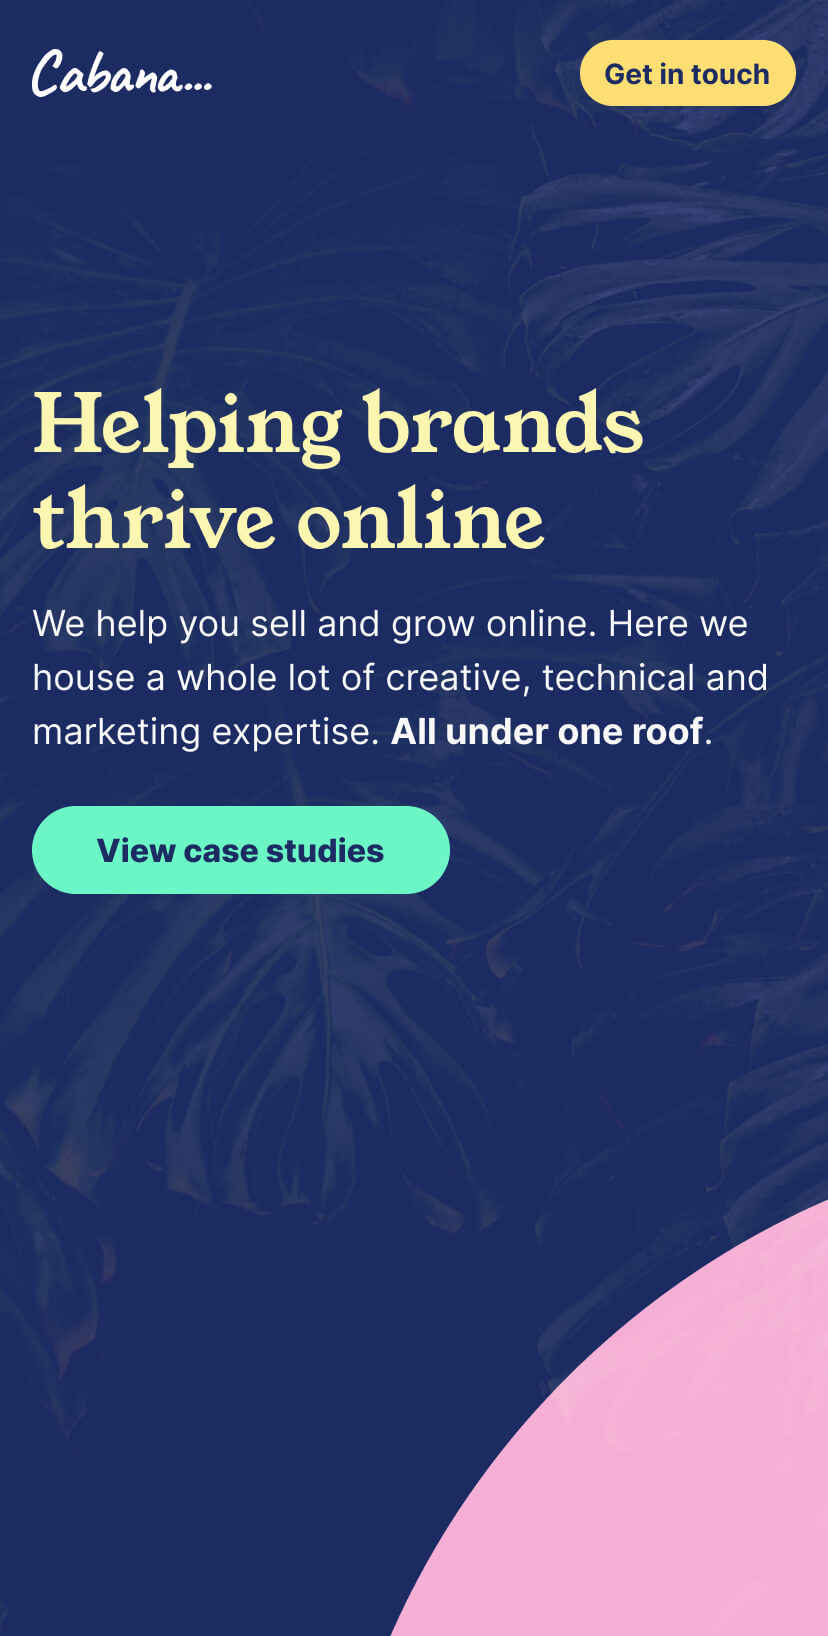 Cabana...
Get in touch
Helping brands
thrive online
We help you sell and grow online. Here we
house a whole lot of creative, technical and
marketing expertise. All under one roof.
View case studies